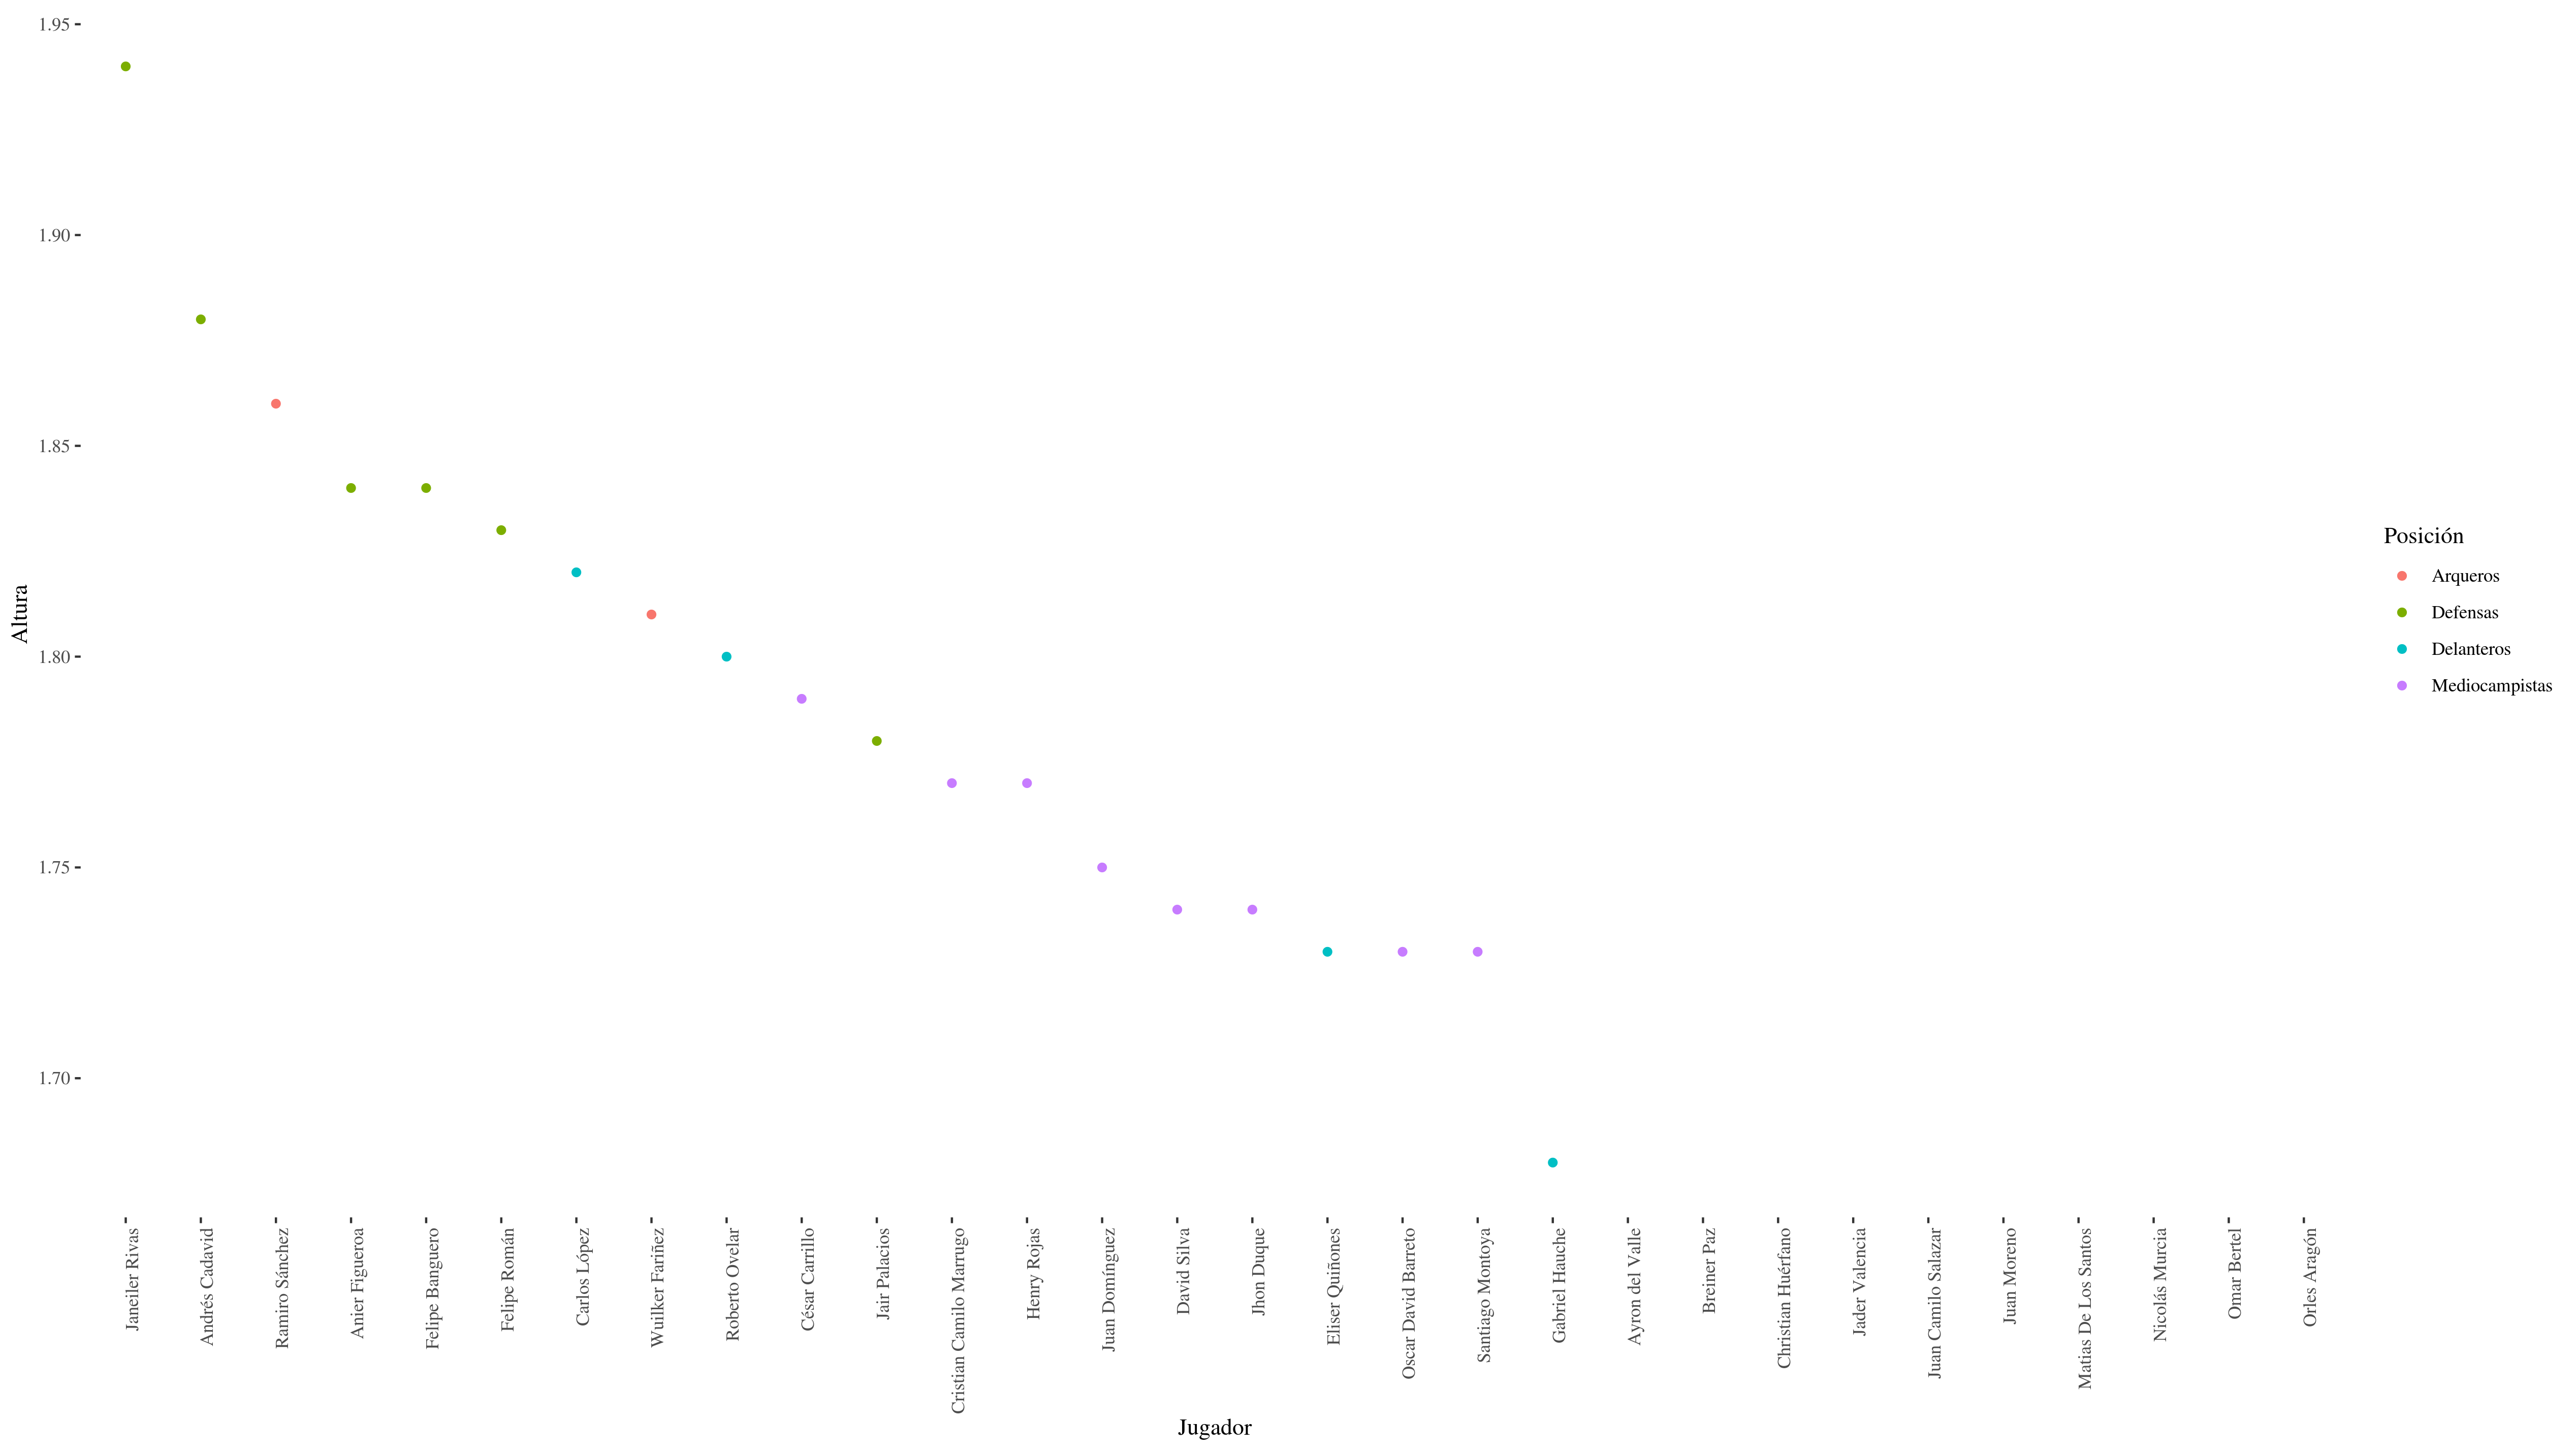 Altura
1.95
1.90
1.85
1.80
1.75
1.70
Janeiler Rivas
Andrés Cadavid
Ramiro Sánchez
Anier Figueroa
Felipe Banguero
Felipe Román
Carlos López
Wuilker Fariñez
Roberto Ovelar
César Carrillo
Jair Palacios
Cristian Camilo Marrugo
Henry Rojas
Juan Domínguez
David Silva
Jhon Duque
Eliser Quiñones
Oscar David Barreto
Santiago Montoya
Gabriel Hauche
Ayron del Valle
Breiner Paz
Christian Huérfano
Jader Valencia
Juan Camilo Salazar
Juan Moreno
Matias De Los Santos
Nicolás Murcia
Omar Bertel
Orles Aragón
Jugador
Posición
Arqueros
Defensas
Delanteros
Mediocampistas